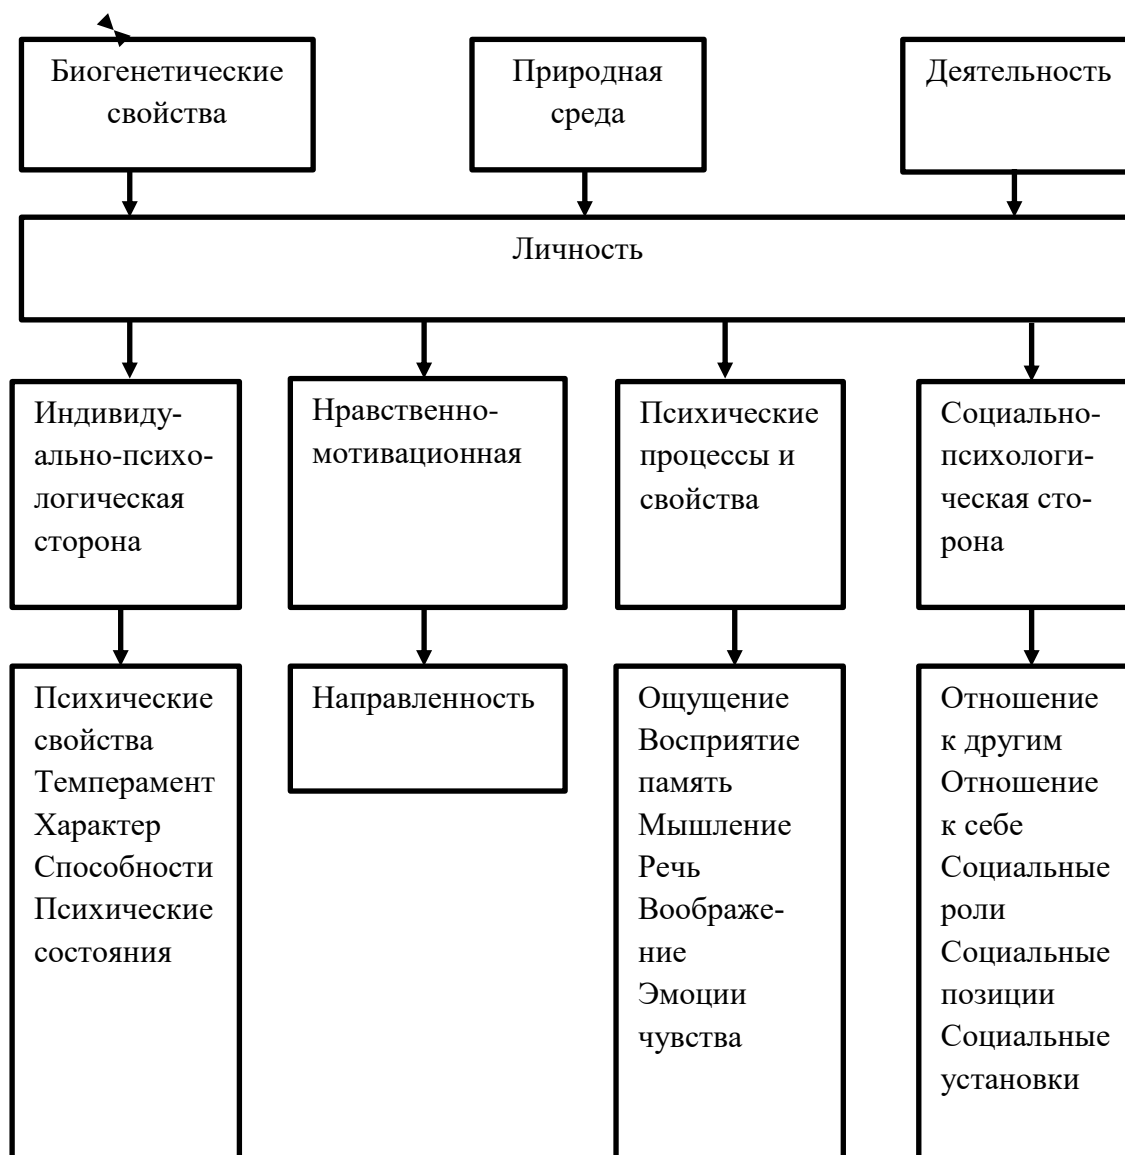 Биогенетические
свойства
Природная
среда
Деятельность
Личность
Индивиду-
ально-психо-
логическая
сторона
Нравственно-
мотивационная
Психические
процессы и
свойства
Социально-
психологи-
ческая сто-
рона
Психические
свойства
Темперамент
Характер
Способности
Психические
состояния
Направленность
Ощущение
Восприятие
память
Мышление
Речь
Воображе-
ние
Эмоции
чувства
Отношение
к другим
Отношение
к себе
Социальные
роли
Социальные
позиции
Социальные
установки